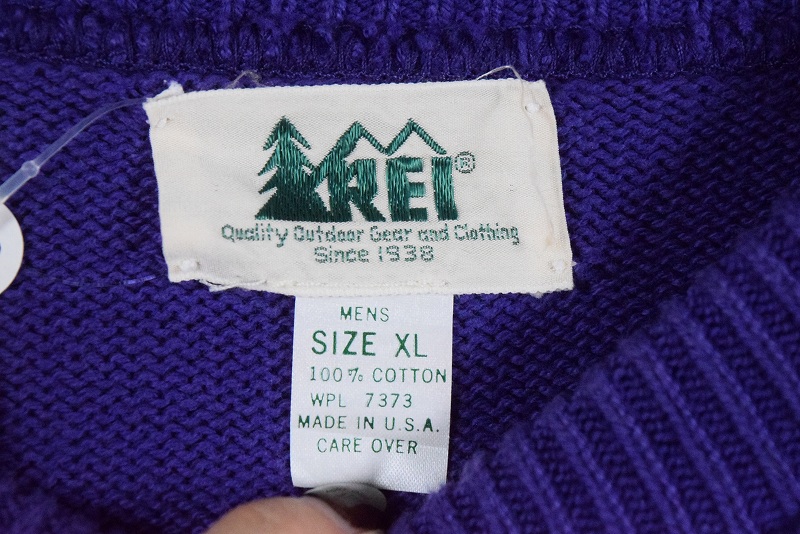 REI®
Quality Outdoor Gear and Clothing
Since 1938
MENS
SIZE XL
100% COTTON
WPL 7373
MADE IN U.S.A.
CARE OVER